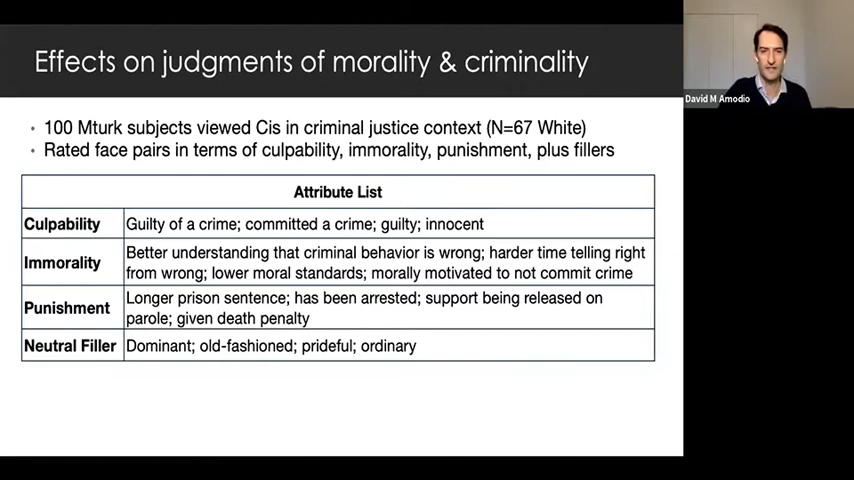 Effects on judgments of morality & criminality
David M Amodio
• 100 Mturk subjects viewed Cis in criminal justice context (N=67 White)
• Rated face pairs in terms of culpability, immorality, punishment, plus fillers
Attribute List
Culpability Guilty of a crime; committed a crime; guilty; innocent
Immorality Better understanding that criminal behavior is wrong; harder time telling right
from wrong; lower moral standards; morally motivated to not commit crime
Punishment Longer prison sentence; has been arrested; support being released on
parole; given death penalty
Neutral Filler Dominant; old-fashioned; prideful; ordinary